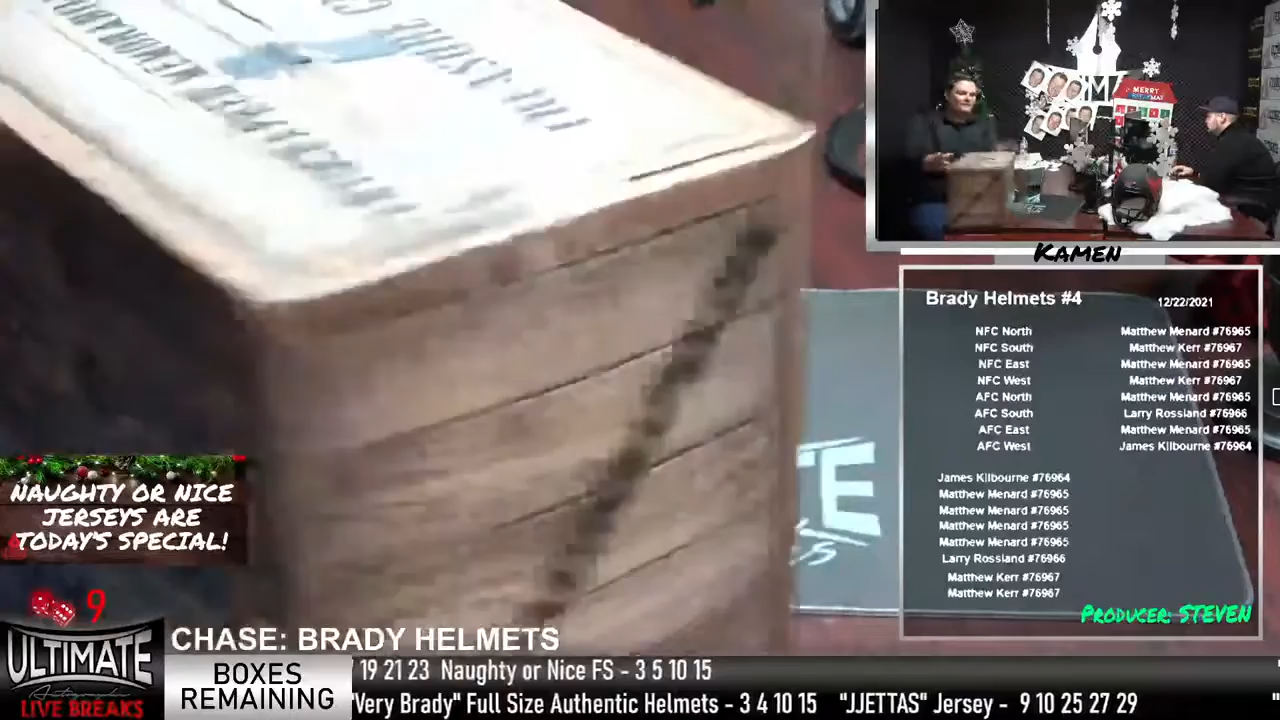 MERRY
KAMEN
Brady Helmets #4 12/22/2021
NFC North Matthew Menard #76965
NFC South Matthew Kerr #76967
NFC East Matthew Menard #76965
NFC West Matthew Kerr #76967
AFC North Matthew Menard #76965
AFC South Larry Rossland #76966
AFC East Matthew Menard #76965
AFC West James Kilbourne #76964
James Kilbourne #76964
Matthew Menard #76965
Matthew Menard #76965
Matthew Menard #76965
Matthew Menard #76965
Larry Rossland #76966
Matthew Kerr #76967
Matthew Kerr #76967
PRODUCER: STEVEN
NAUGHTY OR NICE
JERSEYS ARE
TODAY'S SPECIAL!
9
ULTIMATE
Autographs
LIVE BREAKS
CHASE: BRADY HELMETS
BOXES
REMAINING
19 21 23 Naughty or Nice FS - 3 5 10 15
"Very Brady" Full Size Authentic Helmets - 3 4 10 15 "JJETTAS" Jersey - 9 10 25 27 29